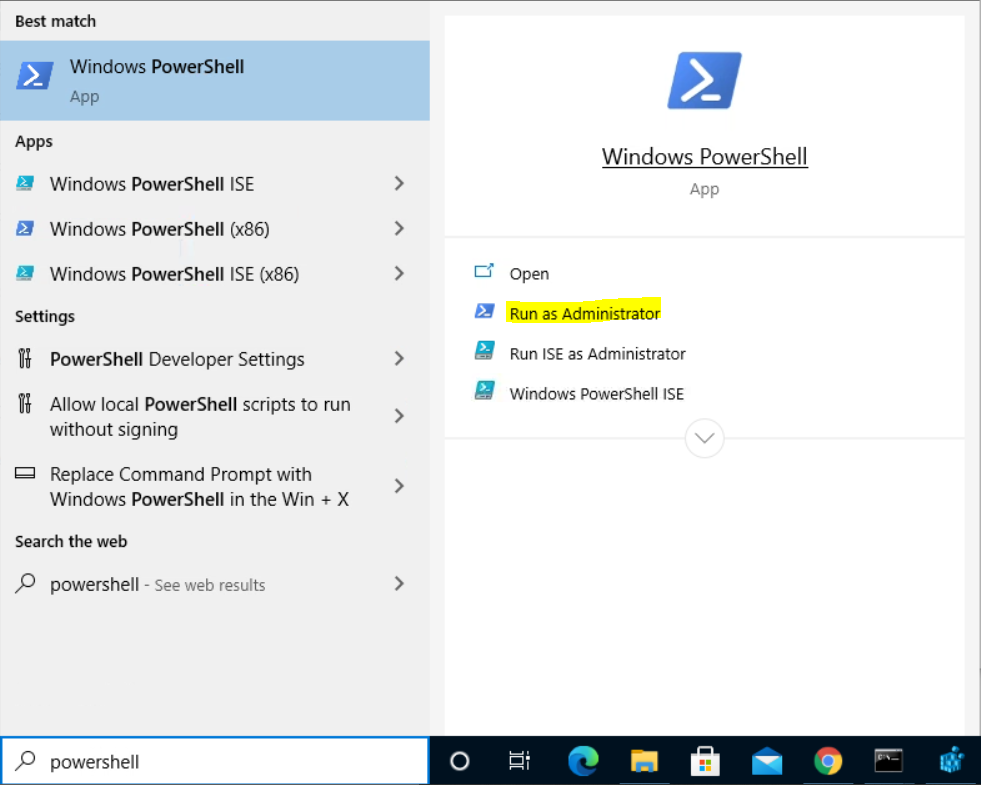 Best match
Windows PowerShell
App
Apps
Windows PowerShell ISE
Windows PowerShell (x86)
Windows PowerShell ISE (x86)
Settings
PowerShell Developer Settings
Allow local PowerShell scripts to run
without signing
Replace Command Prompt with
Windows PowerShell in the Win + X
Search the web
powershell - See web results
powershell
Windows PowerShell
App
Open
Run as Administrator
Run ISE as Administrator
Windows PowerShell ISE